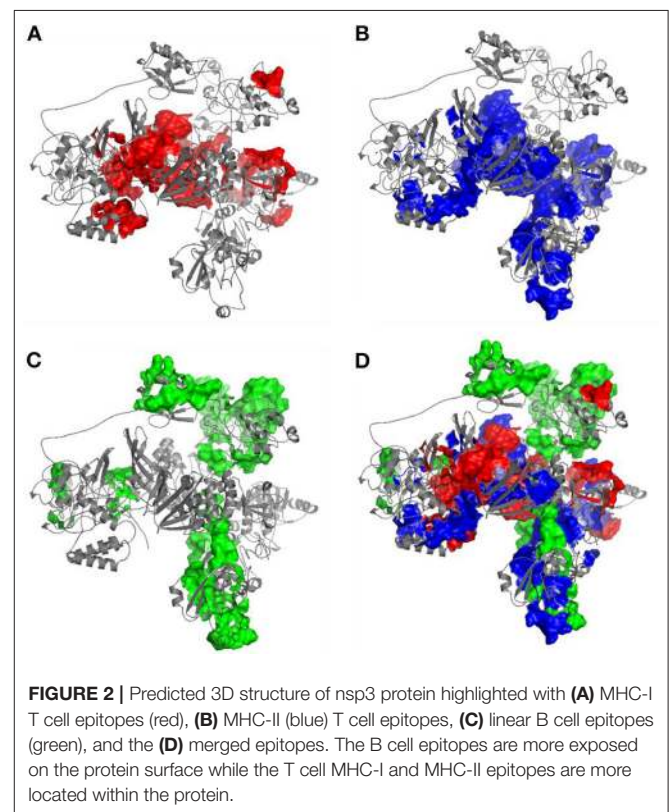 A
B
C
D
FIGURE 2 | Predicted 3D structure of nsp3 protein highlighted with (A) MHC-I
T cell epitopes (red), (B) MHC-II (blue) T cell epitopes, (C) linear B cell epitopes
(green), and the (D) merged epitopes. The B cell epitopes are more exposed
on the protein surface while the T cell MHC-I and MHC-II epitopes are more
located within the protein.